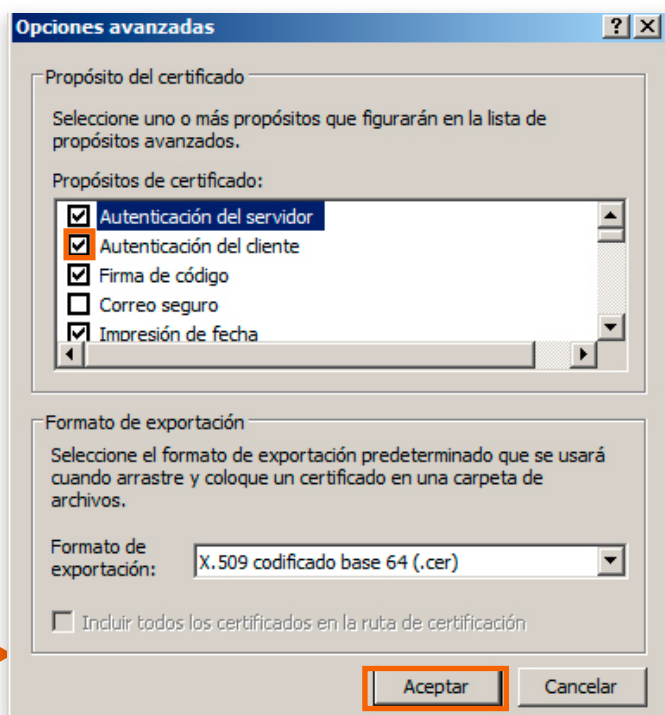 Opciones avanzadas
Propósito del certificado
Seleccione uno o más propósitos que figurarán en la lista de
propósitos avanzados.
Propósitos de certificado:
Autenticación del servidor
Autenticación del cliente
Firma de código
Correo seguro
Impresión de fecha
Formato de exportación
Seleccione el formato de exportación predeterminado que se usará
cuando arrastre y coloque un certificado en una carpeta de
archivos.
Formato de
exportación:
X.509 codificado base 64 (.cer)
Incluir todos los certificados en la ruta de certificación
Aceptar
Cancelar